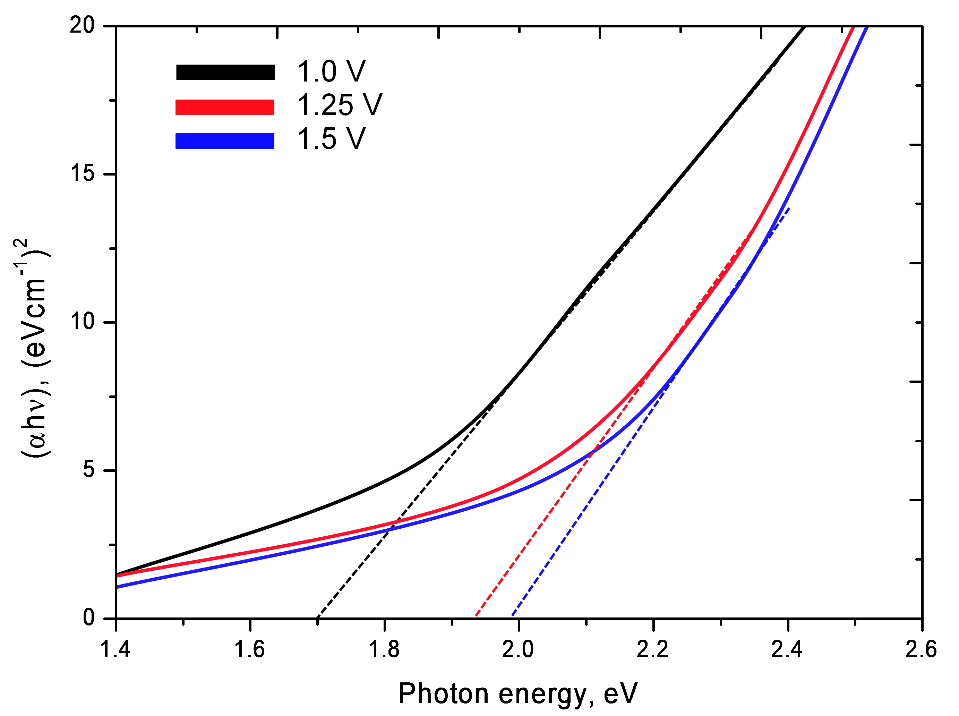 20
15
10
5
0
1.0 V
1.25 V
1.5 V
(αhν), (eVcm⁻¹)²
1.4 1.6 1.8 2.0 2.2 2.4 2.6
Photon energy, eV